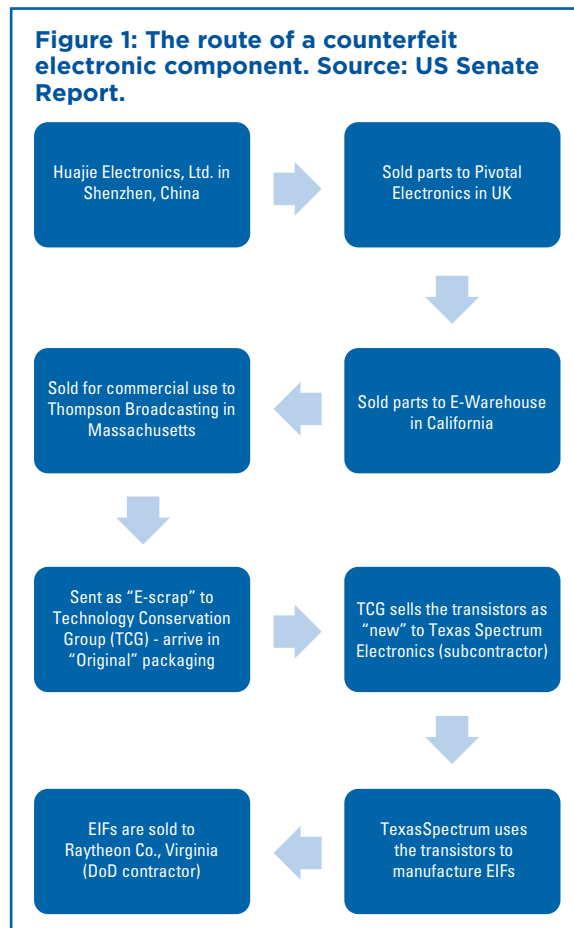 Figure 1: The route of a counterfeit
electronic component. Source: US Senate
Report.
Huajie Electronics, Ltd. in
Shenzhen, China
Sold parts to Pivotal
Electronics in UK
Sold parts to E-Warehouse
in California
Sold for commercial use to
Thompson Broadcasting in
Massachusetts
Sent as “E-scrap” to
Technology Conservation
Group (TCG) - arrive in
“Original” packaging
TCG sells the transistors as
“new” to Texas Spectrum
Electronics (subcontractor)
TexasSpectrum uses
the transistors to
manufacture EIFs
EIFs are sold to
Raytheon Co., Virginia
(DoD contractor)